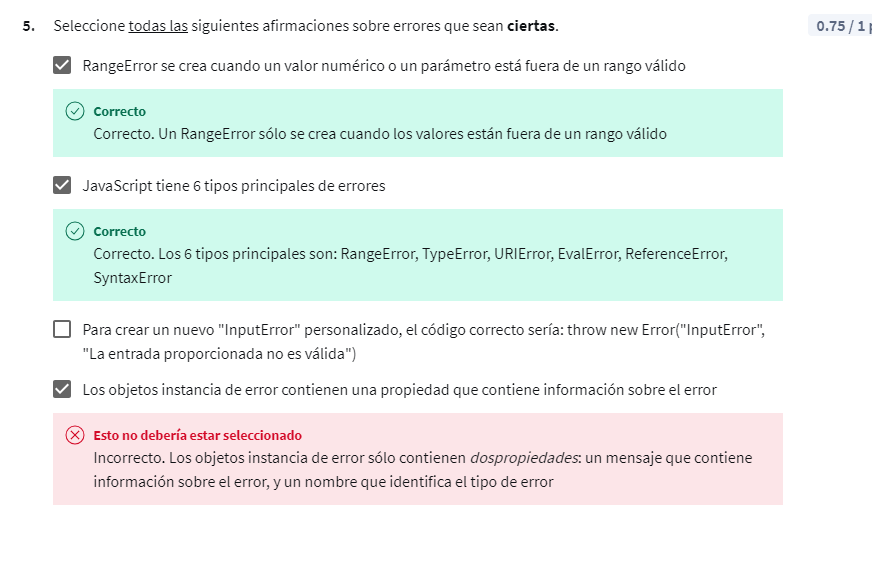 5. Seleccione todas las siguientes afirmaciones sobre errores que sean ciertas.
0.75 / 1 p
RangeError se crea cuando un valor numérico o un parámetro está fuera de un rango válido
Correcto
Correcto. Un RangeError sólo se crea cuando los valores están fuera de un rango válido
JavaScript tiene 6 tipos principales de errores
Correcto
Correcto. Los 6 tipos principales son: RangeError, TypeError, URIError, EvalError, ReferenceError,
SyntaxError
Para crear un nuevo "InputError" personalizado, el código correcto sería: throw new Error("InputError",
"La entrada proporcionada no es válida")
Los objetos instancia de error contienen una propiedad que contiene información sobre el error
Esto no debería estar seleccionado
Incorrecto. Los objetos instancia de error sólo contienen dospropiedades: un mensaje que contiene
información sobre el error, y un nombre que identifica el tipo de error